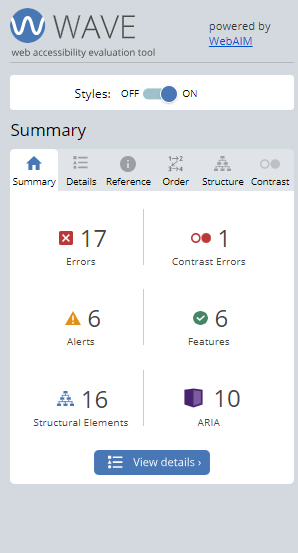 WAVE
web accessibility evaluation tool
powered by
WebAIM
Styles: OFF ON
Summary
Summary Details Reference Order Structure Contrast
17 1
Errors Contrast Errors
6 6
Alerts Features
16 10
Structural Elements ARIA
View details ›